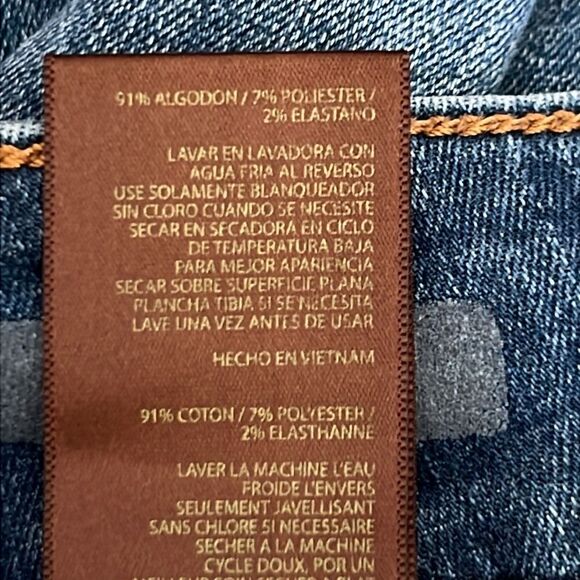 91% ALGODON / 7% POLIESTER /
2% ELASTANO
LAVAR EN LAVADORA CON
AGUA FRIA AL REVERSO
USE SOLAMENTE BLANQUEADOR
SIN CLORO CUANDO SE NECESITE
SECAR EN SECADORA EN CICLO
DE TEMPERATURA BAJA
PARA MEJOR APARIENCIA
SECAR SOBRE SUPERFICIE PLANA
PLANCHA TIBIA SI SE NECESITA
LAVE UNA VEZ ANTES DE USAR
HECHO EN VIETNAM
91% COTON / 7% POLYESTER /
2% ELASTHANNE
LAVER LA MACHINE L'EAU
FROIDE L'ENVERS
SEULEMENT JAVELLISANT
SANS CHLORE SI NECESSAIRE
SECHER A LA MACHINE
CYCLE DOUX, POR UN